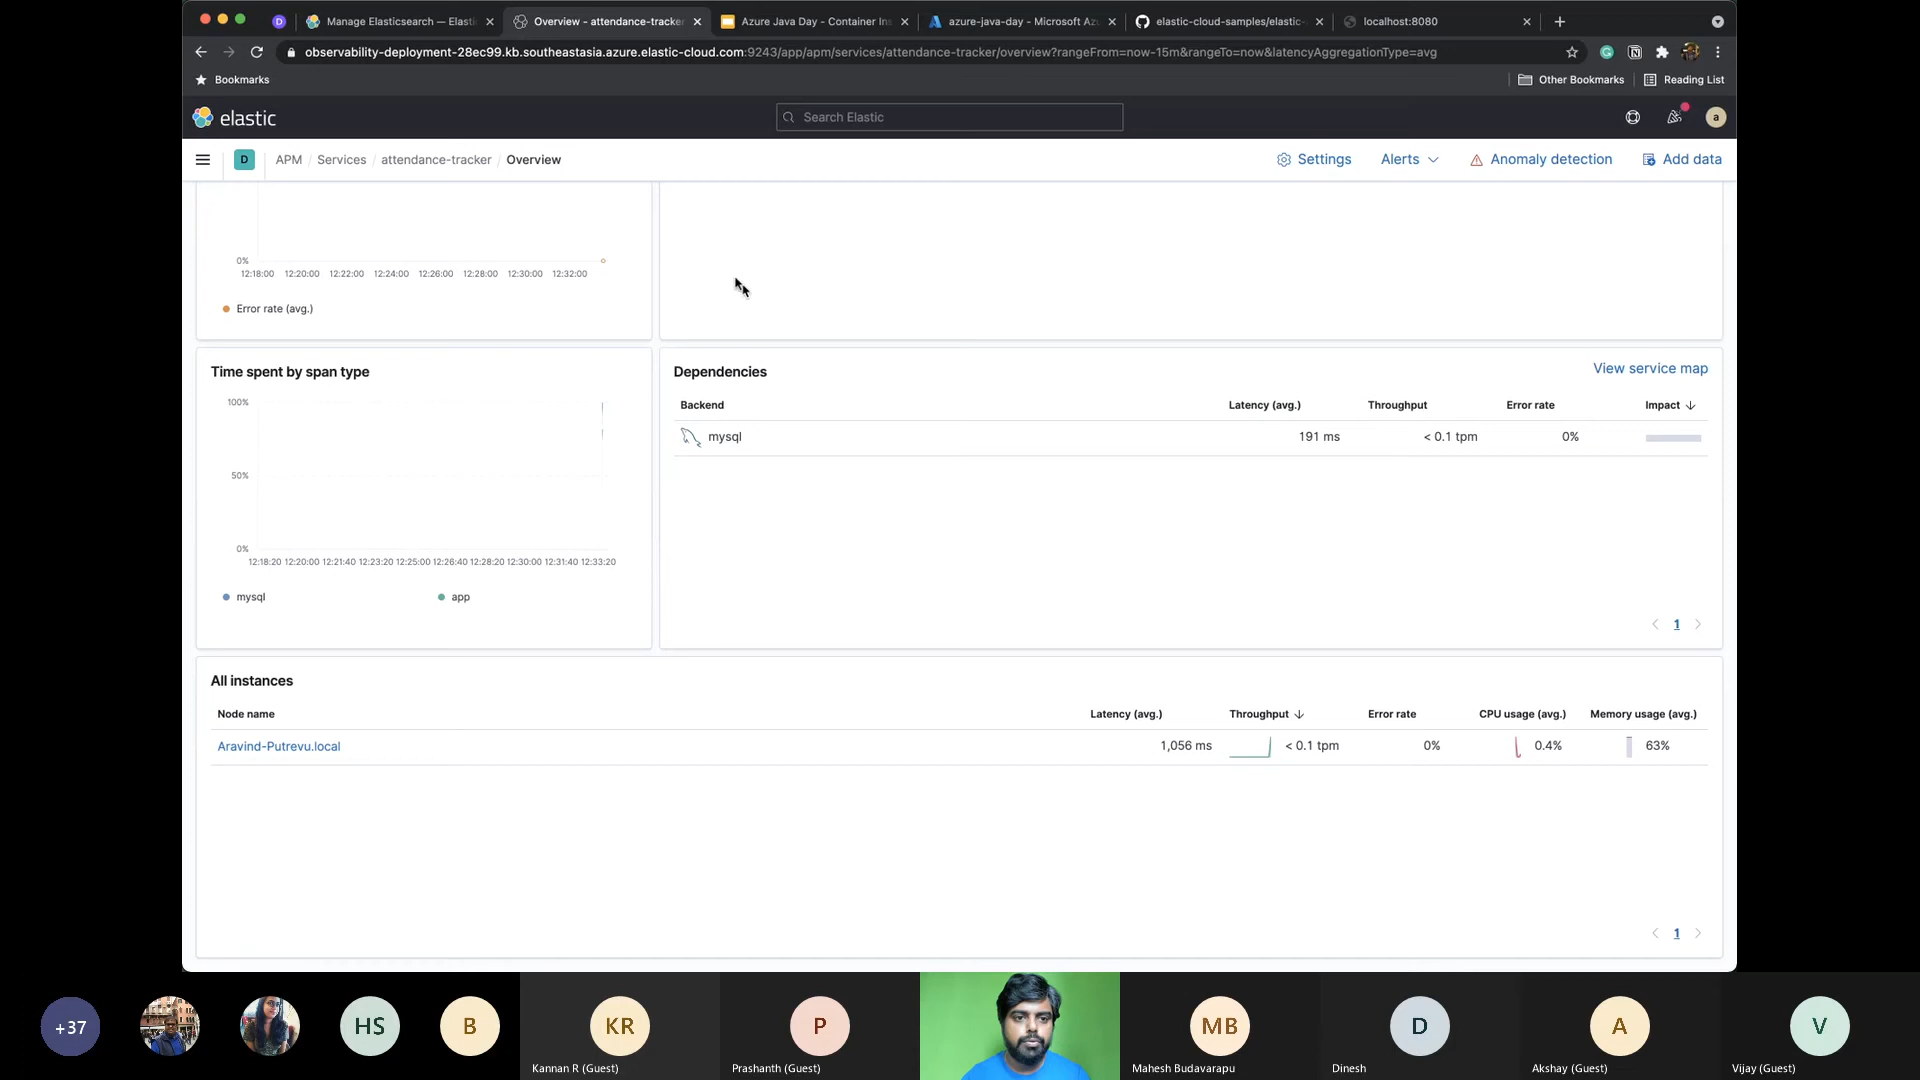 D
Manage Elasticsearch — Elasti
Overview - attendance-tracker
Azure Java Day - Container Ins
azure-java-day - Microsoft Azu
elastic-cloud-samples/elastic-
localhost:8080
observability-deployment-28ec99.kb.southeastasia.azure.elastic-cloud.com:9243/app/apm/services/attendance-tracker/overview?rangeFrom=now-15m&rangeTo=now&latencyAggregationType=avg
Bookmarks
Other Bookmarks
Reading List
elastic
Search Elastic
a
D
APM / Services / attendance-tracker / Overview
Settings
Alerts
Anomaly detection
Add data
0%
12:18:00 12:20:00 12:22:00 12:24:00 12:26:00 12:28:00 12:30:00 12:32:00
Error rate (avg.)
Time spent by span type
100%
50%
0%
12:18:20 12:20:00 12:21:40 12:23:20 12:25:00 12:26:40 12:28:20 12:30:00 12:31:40 12:33:20
mysql
app
Dependencies
View service map
Backend Latency (avg.) Throughput Error rate Impact
mysql 191 ms < 0.1 tpm 0%
1
All instances
Node name Latency (avg.) Throughput Error rate CPU usage (avg.) Memory usage (avg.)
Aravind-Putrevu.local 1,056 ms < 0.1 tpm 0% 0.4% 63%
1
+37
HS
B
KR
P
MB
D
A
V
Kannan R (Guest)
Prashanth (Guest)
Mahesh Budavarapu
Dinesh
Akshay (Guest)
Vijay (Guest)